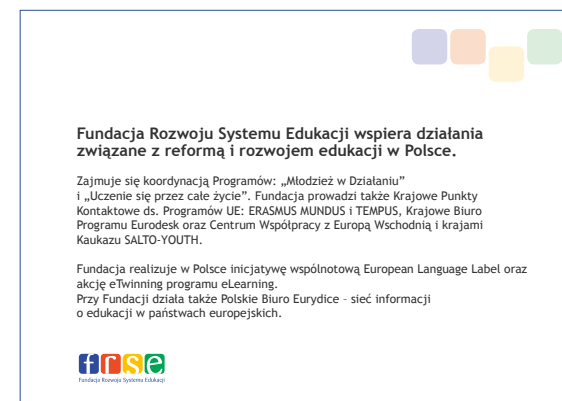 Fundacja Rozwoju Systemu Edukacji wspiera działania
związane z reformą i rozwojem edukacji w Polsce.
Zajmuje się koordynacją Programów: „Młodzież w Działaniu”
i „Uczenie się przez całe życie”. Fundacja prowadzi także Krajowe Punkty
Kontaktowe ds. Programów UE: ERASMUS MUNDUS i TEMPUS, Krajowe Biuro
Programu Eurodesk oraz Centrum Współpracy z Europą Wschodnią i krajami
Kaukazu SALTO-YOUTH.
Fundacja realizuje w Polsce inicjatywę wspólnotową European Language Label oraz
akcję eTwinning programu eLearning.
Przy Fundacji działa także Polskie Biuro Eurydice – sieć informacji
o edukacji w państwach europejskich.
frse
Fundacja Rozwoju Systemu Edukacji